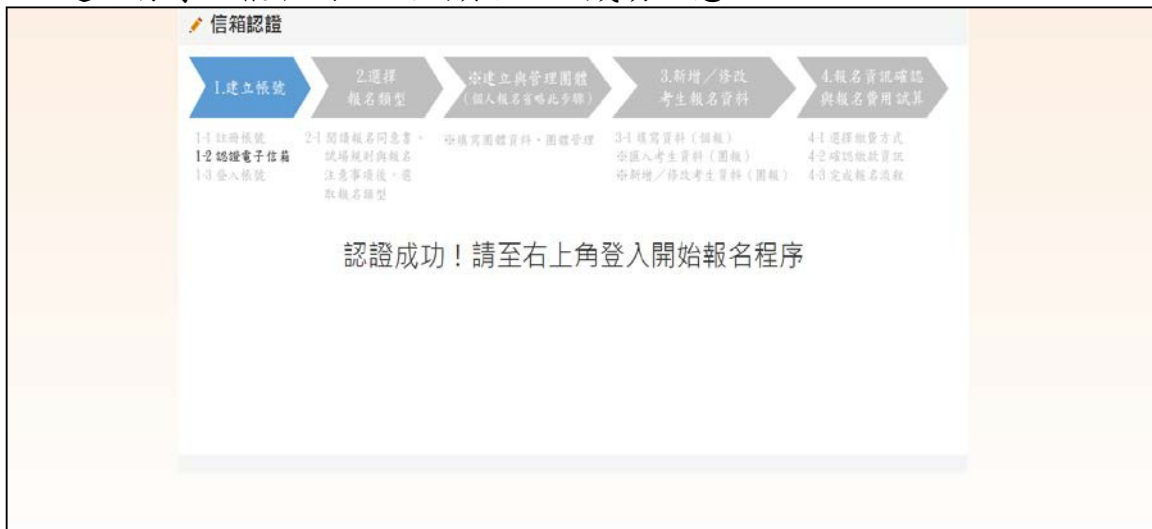 信箱認證
1.建立帳號
2.選擇
報名類型
※建立與管理團體
(個人報名省略此步驟)
3.新增／修改
考生報名資料
4.報名資訊確認
與報名費用試算
1-1 註冊帳號
1-2 認證電子信箱
1-3 登入帳號
2-1 閱讀報名同意書、
試場規則與報名
注意事項後，選
取報名類型
※填寫團體資料、團體管理
3-1 填寫資料（個報）
※匯入考生資料（團報）
※新增／修改考生資料（團報）
4-1 選擇繳費方式
4-2 確認繳款資訊
4-3 完成報名流程
認證成功！請至右上角登入開始報名程序